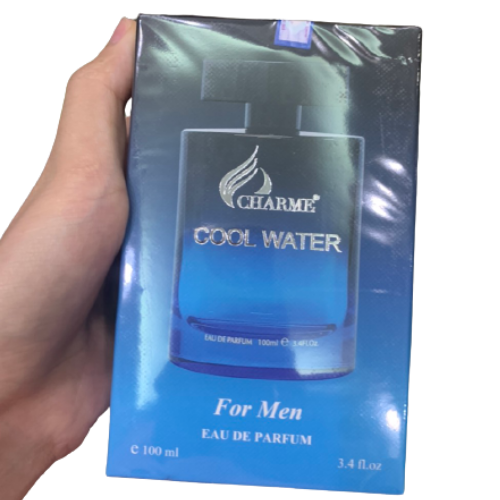 CHARME®
COOL WATER
EAU DE PARFUM 100ml ℮ 3.4FL.OZ
For Men
EAU DE PARFUM
℮ 100 ml
3.4 fl.oz